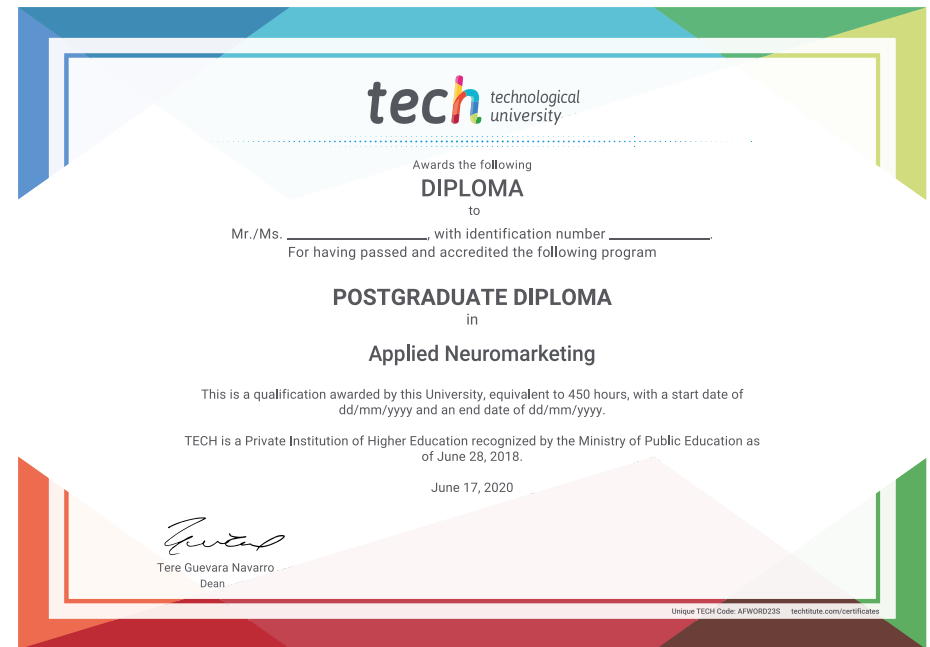 tech technological
university
Awards the following
DIPLOMA
to
Mr./Ms. ____________________, with identification number ______________.
For having passed and accredited the following program
POSTGRADUATE DIPLOMA
in
Applied Neuromarketing
This is a qualification awarded by this University, equivalent to 450 hours, with a start date of
dd/mm/yyyy and an end date of dd/mm/yyyy.
TECH is a Private Institution of Higher Education recognized by the Ministry of Public Education as
of June 28, 2018.
June 17, 2020
Tere Guevara Navarro
Dean
Unique TECH Code: AFWORD23S techtitute.com/certificates